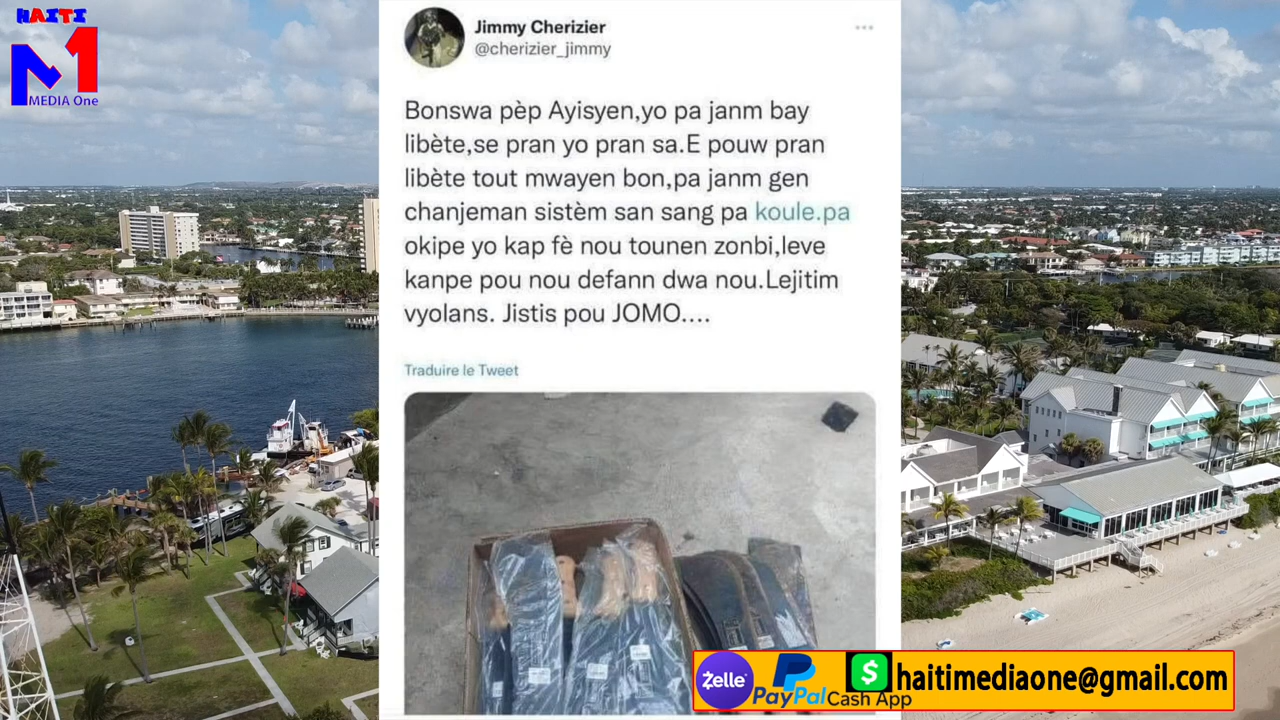 HAITI
M1
MEDIA One
Jimmy Cherizier
@cherizier_jimmy
Bonswa pèp Ayisyen,yo pa janm bay
libète,se pran yo pran sa.E pouw pran
libète tout mwayen bon,pa janm gen
chanjeman sistèm san sang pa koule.pa
okipe yo kap fè nou tounen zonbi,leve
kanpe pou nou defann dwa nou.Lejitim
vyolans. Jistis pou JOMO....
Traduire le Tweet
Zelle
PayPal
$
Cash App
haitimediaone@gmail.com